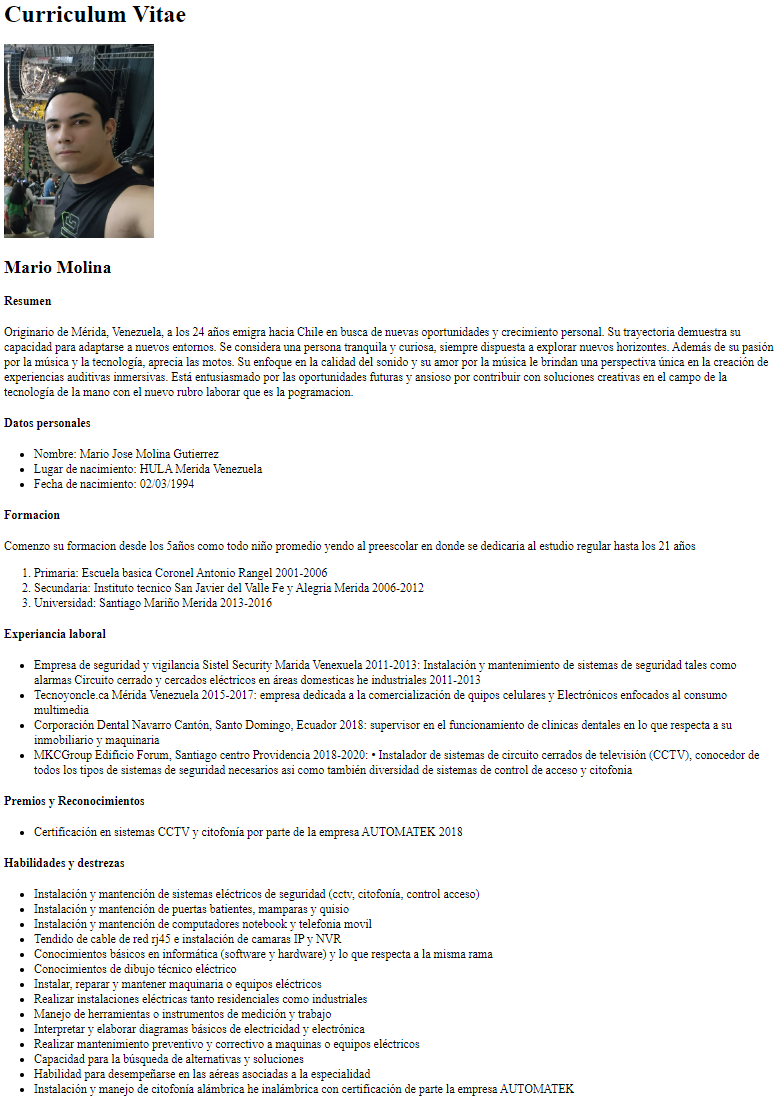 Curriculum Vitae
Mario Molina
Resumen
Originario de Mérida, Venezuela, a los 24 años emigra hacia Chile en busca de nuevas oportunidades y crecimiento personal. Su trayectoria demuestra su
capacidad para adaptarse a nuevos entornos. Se considera una persona tranquila y curiosa, siempre dispuesta a explorar nuevos horizontes. Además de su pasión
por la música y la tecnología, aprecia las motos. Su enfoque en la calidad del sonido y su amor por la música le brindan una perspectiva única en la creación de
experiencias auditivas inmersivas. Está entusiasmado por las oportunidades futuras y ansioso por contribuir con soluciones creativas en el campo de la
tecnología de la mano con el nuevo rubro laborar que es la pogramacion.
Datos personales
• Nombre: Mario Jose Molina Gutierrez
• Lugar de nacimiento: HULA Merida Venezuela
• Fecha de nacimiento: 02/03/1994
Formacion
Comenzo su formacion desde los 5años como todo niño promedio yendo al preescolar en donde se dedicaria al estudio regular hasta los 21 años
1. Primaria: Escuela basica Coronel Antonio Rangel 2001-2006
2. Secundaria: Instituto tecnico San Javier del Valle Fe y Alegria Merida 2006-2012
3. Universidad: Santiago Mariño Merida 2013-2016
Experiancia laboral
• Empresa de seguridad y vigilancia Sistel Security Marida Venexuela 2011-2013: Instalación y mantenimiento de sistemas de seguridad tales como
alarmas Circuito cerrado y cercados eléctricos en áreas domesticas he industriales 2011-2013
• Tecnoyoncle.ca Mérida Venezuela 2015-2017: empresa dedicada a la comercialización de quipos celulares y Electrónicos enfocados al consumo
multimedia
• Corporación Dental Navarro Cantón, Santo Domingo, Ecuador 2018: supervisor en el funcionamiento de clinicas dentales en lo que respecta a su
inmobiliario y maquinaria
• MKCGroup Edificio Forum, Santiago centro Providencia 2018-2020: • Instalador de sistemas de circuito cerrados de televisión (CCTV), conocedor de
todos los tipos de sistemas de seguridad necesarios asi como también diversidad de sistemas de control de acceso y citofonia
Premios y Reconocimientos
• Certificación en sistemas CCTV y citofonía por parte de la empresa AUTOMATEK 2018
Habilidades y destrezas
• Instalación y mantención de sistemas eléctricos de seguridad (cctv, citofonía, control acceso)
• Instalación y mantención de puertas batientes, mamparas y quisio
• Instalación y mantención de computadores notebook y telefonia movil
• Tendido de cable de red rj45 e instalación de camaras IP y NVR
• Conocimientos básicos en informática (software y hardware) y lo que respecta a la misma rama
• Conocimientos de dibujo técnico eléctrico
• Instalar, reparar y mantener maquinaria o equipos eléctricos
• Realizar instalaciones eléctricas tanto residenciales como industriales
• Manejo de herramientas o instrumentos de medición y trabajo
• Interpretar y elaborar diagramas básicos de electricidad y electrónica
• Realizar mantenimiento preventivo y correctivo a maquinas o equipos eléctricos
• Capacidad para la búsqueda de alternativas y soluciones
• Habilidad para desempeñarse en las aéreas asociadas a la especialidad
• Instalación y manejo de citofonía alámbrica he inalámbrica con certificación de parte la empresa AUTOMATEK